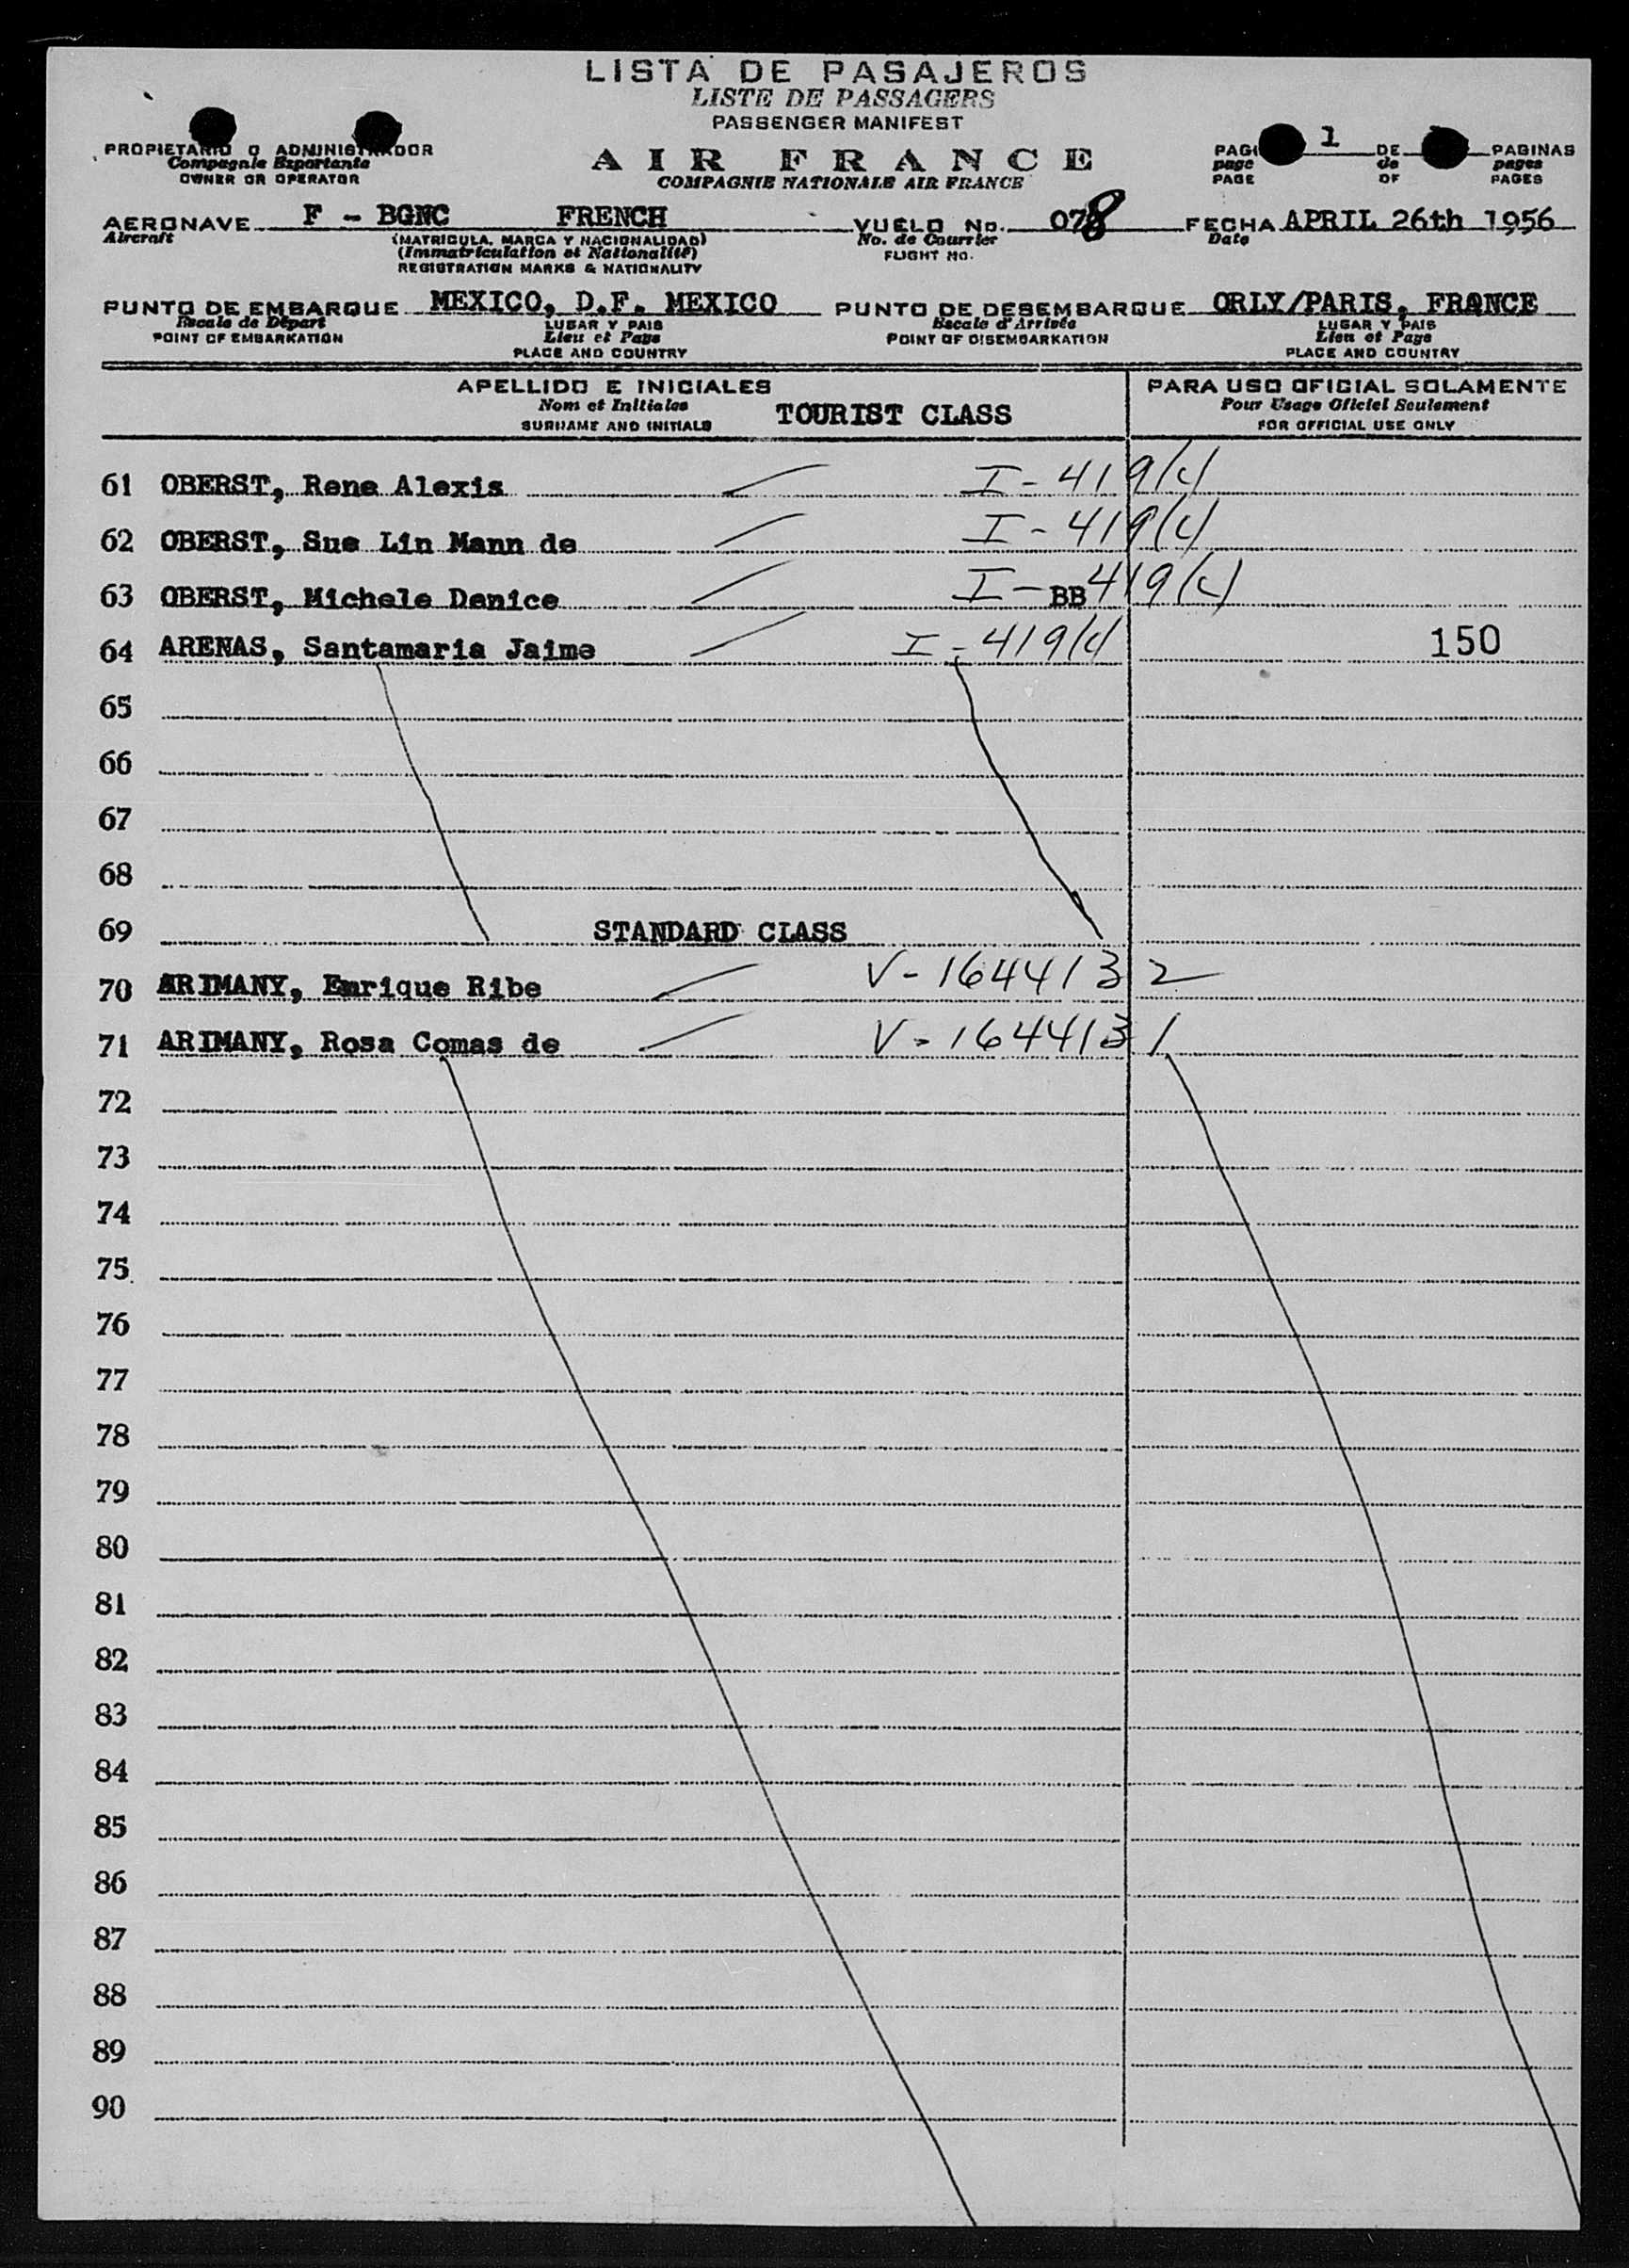 LISTA DE PASAJEROS
LISTE DE PASSAGERS
PASSENGER MANIFEST
PROPIETARIO O ADMINISTRADOR
Compagnie Exportante
OWNER OR OPERATOR
AIR FRANCE
COMPAGNIE NATIONALE AIR FRANCE
PAGI 1 DE PAGINAS
page de pages
PAGE OF PAGES
AERONAVE F - BGNC FRENCH VUELO No. 078 FECHA APRIL 26th 1956
Aircraft (MATRICULA, MARCA Y NACIONALIDAD) No. de Courrier Date
(Immatriculation et Nationalité) FLIGHT NO.
REGISTRATION MARKS & NATIONALITY
PUNTO DE EMBARQUE MEXICO, D.F. MEXICO PUNTO DE DESEMBARQUE ORLY/PARIS, FRANCE
Escale de Départ LUGAR Y PAIS Escale d'Arrivée LUGAR Y PAIS
POINT OF EMBARKATION Lieu et Pays POINT OF DISEMBARKATION Lieu et Pays
PLACE AND COUNTRY PLACE AND COUNTRY
APELLIDO E INICIALES PARA USO OFICIAL SOLAMENTE
Nom et Initiales TOURIST CLASS Pour Usage Oficiel Seulement
SURNAME AND INITIALS FOR OFFICIAL USE ONLY
61 OBERST, Rene Alexis I - 419(c)
62 OBERST, Sue Lin Mann de I - 419(c)
63 OBERST, Michele Denice I - BB 419(c)
64 ARENAS, Santamaria Jaime I - 419(c) 150
65
66
67
68
69 STANDARD CLASS
70 ARIMANY, Enrique Ribe V - 1644132
71 ARIMANY, Rosa Comas de V - 1644131
72
73
74
75
76
77
78
79
80
81
82
83
84
85
86
87
88
89
90